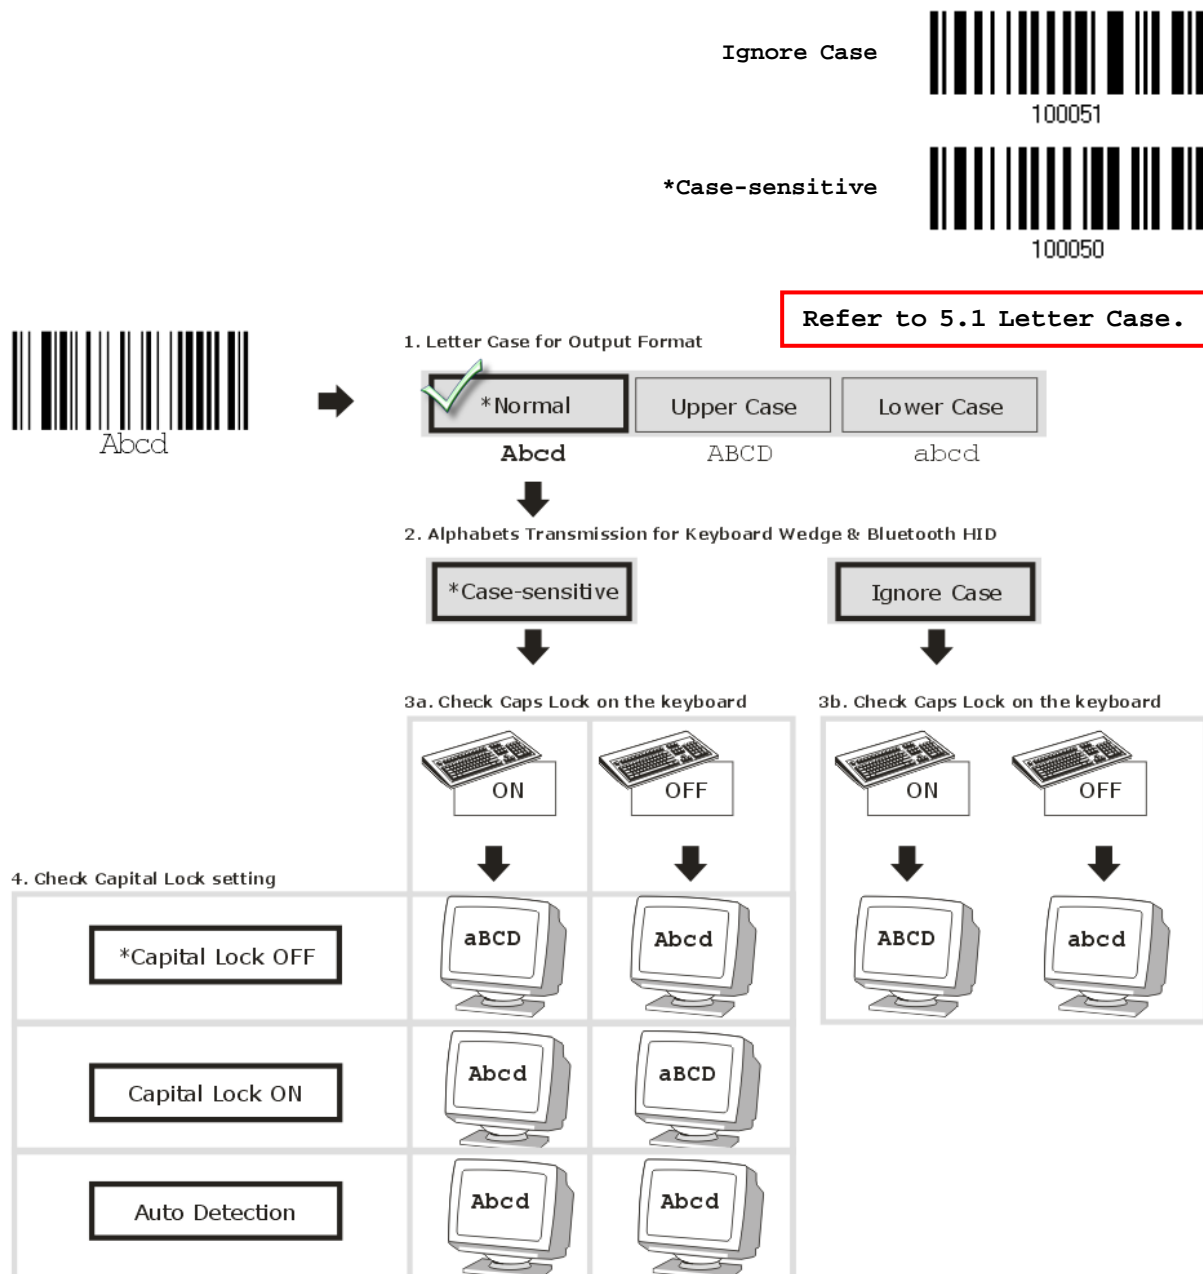 Ignore Case
100051
*Case-sensitive
100050
Refer to 5.1 Letter Case.
Abcd
1. Letter Case for Output Format
*Normal Upper Case Lower Case
Abcd ABCD abcd
2. Alphabets Transmission for Keyboard Wedge & Bluetooth HID
*Case-sensitive Ignore Case
3a. Check Caps Lock on the keyboard 3b. Check Caps Lock on the keyboard
ON OFF ON OFF
4. Check Capital Lock setting
*Capital Lock OFF aBCD Abcd ABCD abcd
Capital Lock ON Abcd aBCD
Auto Detection Abcd Abcd